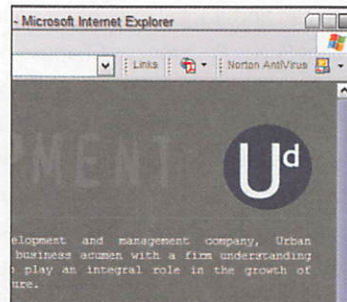 - Microsoft Internet Explorer
Links Norton AntiVirus
PMENT
Ud
elopment and management company, Urban
business acumen with a firm understanding
play an integral role in the growth of
ure.